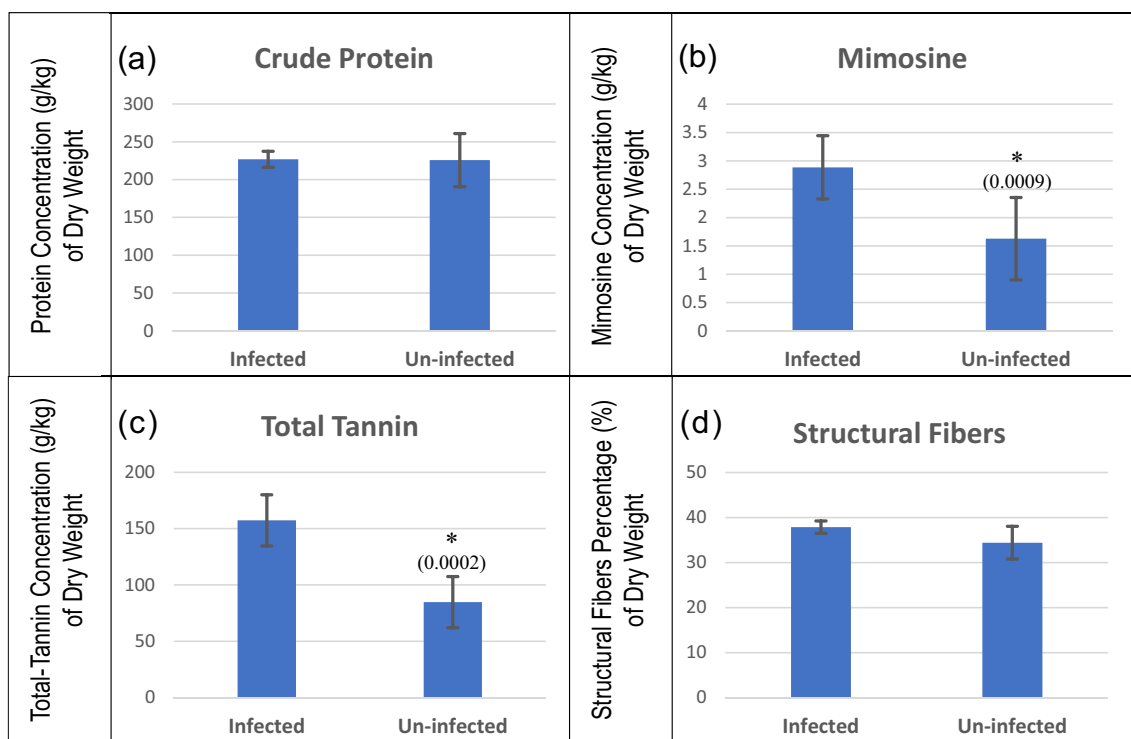 Protein Concentration (g/kg)
of Dry Weight
(a)
Crude Protein
300
250
200
150
100
50
0
Infected
Un-infected
Mimosine Concentration (g/kg)
of Dry Weight
(b)
Mimosine
4
3.5
3
2.5
2
1.5
1
0.5
0
*
(0.0009)
Infected
Un-infected
Total-Tannin Concentration (g/kg)
of Dry Weight
(c)
Total Tannin
200
150
100
50
0
*
(0.0002)
Infected
Un-infected
Structural Fibers Percentage (%)
of Dry Weight
(d)
Structural Fibers
50
40
30
20
10
0
Infected
Un-infected